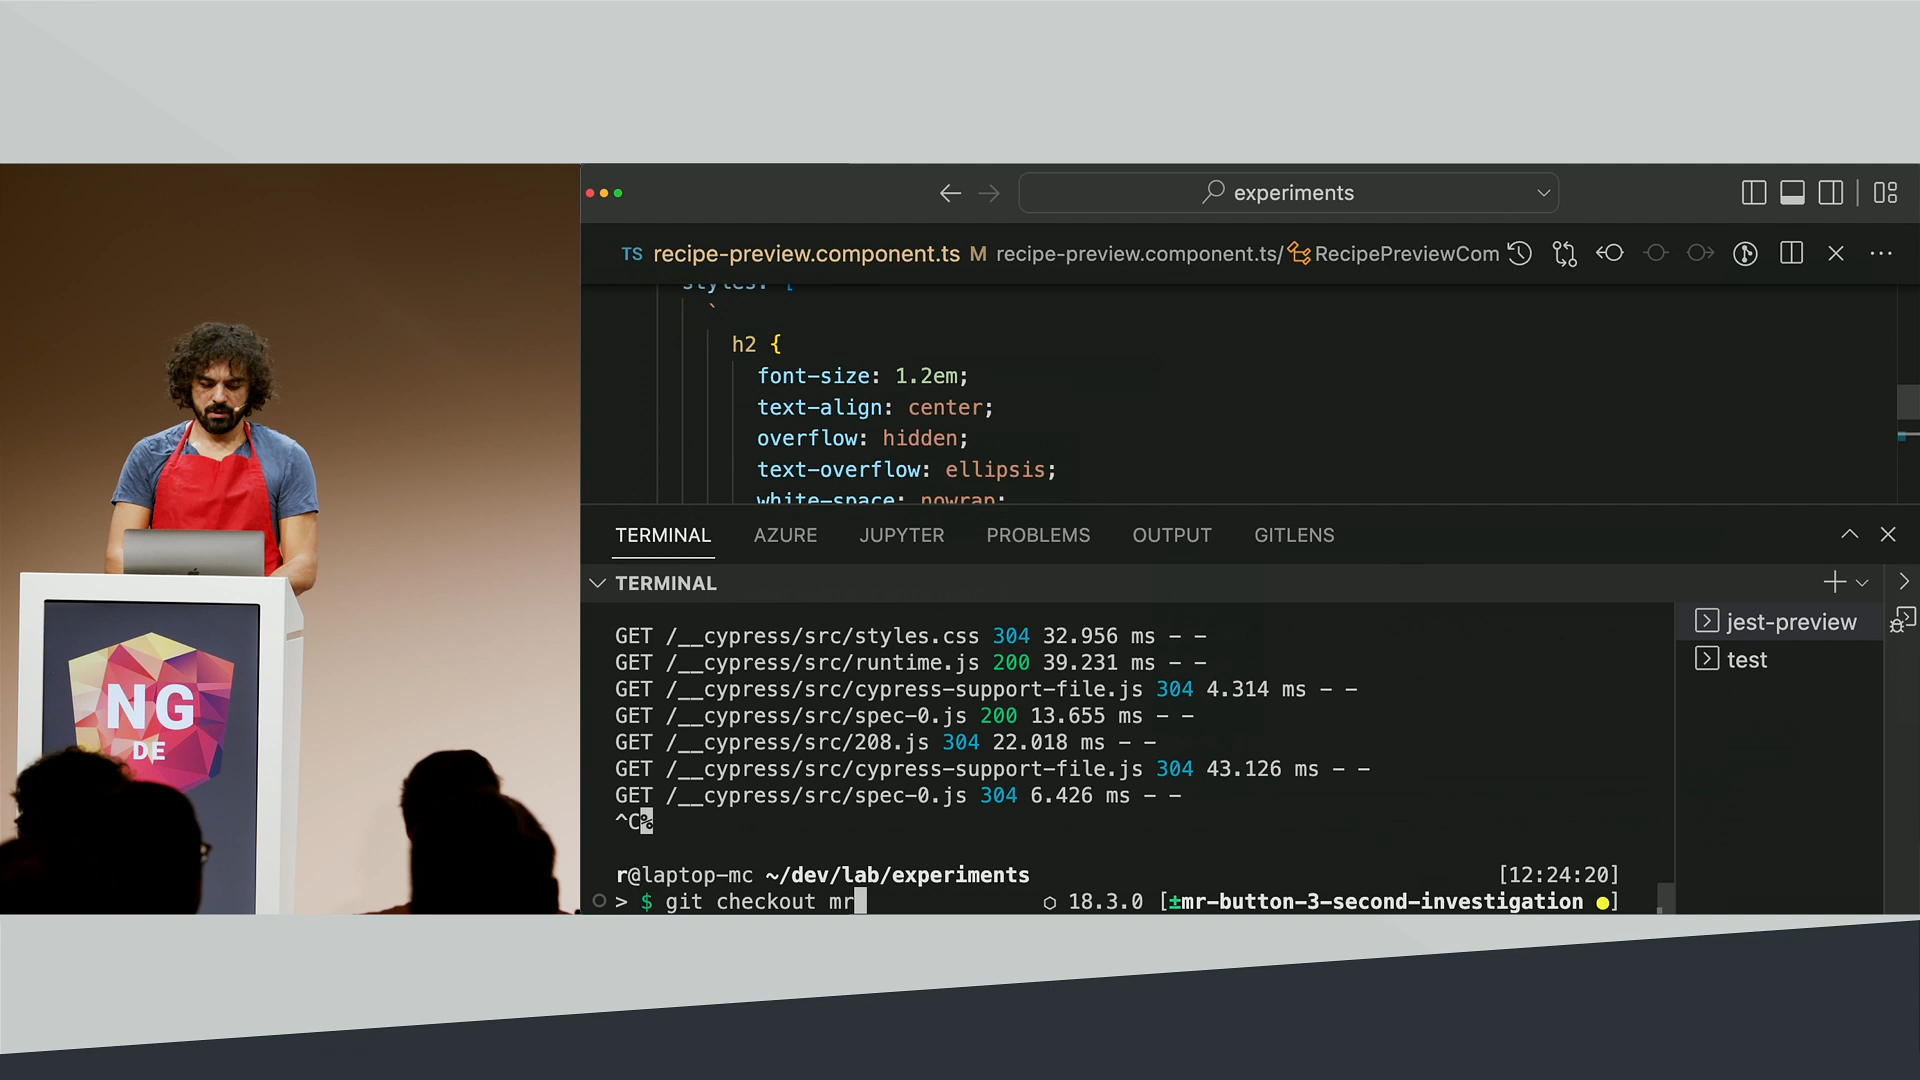 experiments
TS recipe-preview.component.ts M recipe-preview.component.ts/ RecipePreviewCom
styles: [
`
h2 {
font-size: 1.2em;
text-align: center;
overflow: hidden;
text-overflow: ellipsis;
white-space: nowrap;
TERMINAL AZURE JUPYTER PROBLEMS OUTPUT GITLENS
TERMINAL
GET /__cypress/src/styles.css 304 32.956 ms - -
GET /__cypress/src/runtime.js 200 39.231 ms - -
GET /__cypress/src/cypress-support-file.js 304 4.314 ms - -
GET /__cypress/src/spec-0.js 200 13.655 ms - -
GET /__cypress/src/208.js 304 22.018 ms - -
GET /__cypress/src/cypress-support-file.js 304 43.126 ms - -
GET /__cypress/src/spec-0.js 304 6.426 ms - -
^C%
r@laptop-mc ~/dev/lab/experiments [12:24:20]
> $ git checkout mr 18.3.0 [±mr-button-3-second-investigation ●]
jest-preview
test
NG
DE